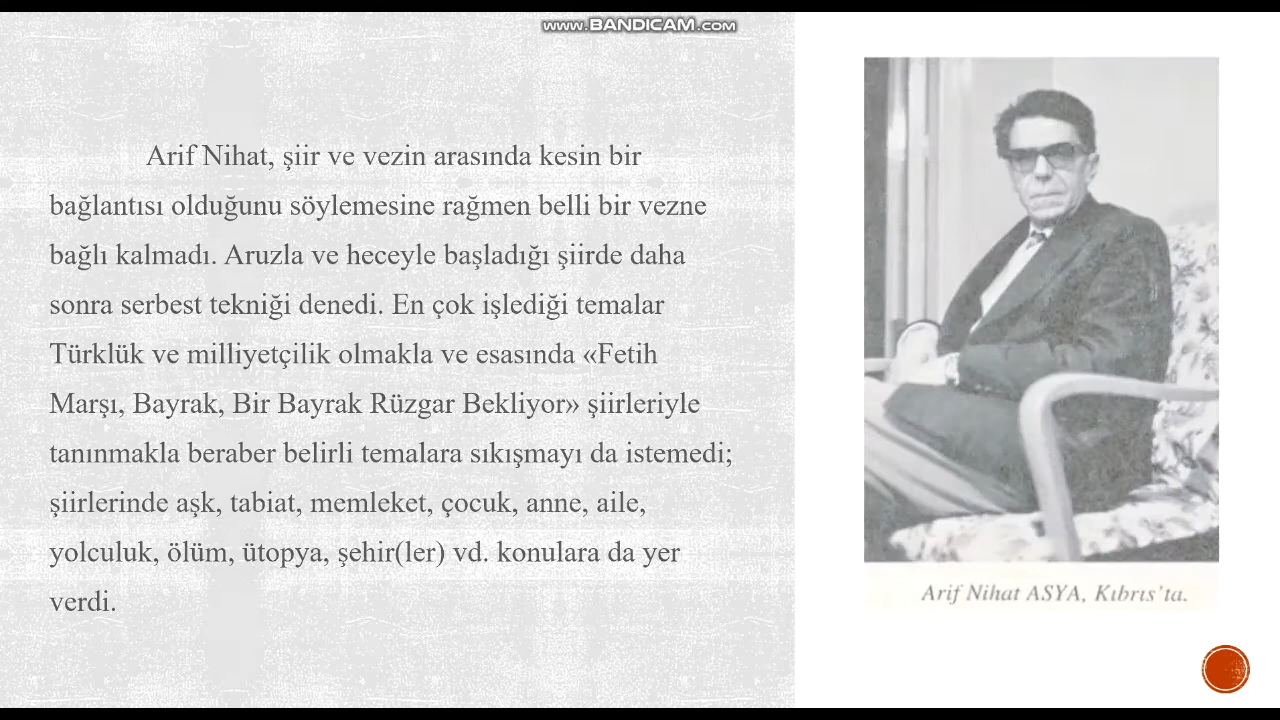 www.BANDICAM.com
Arif Nihat, şiir ve vezin arasında kesin bir
bağlantısı olduğunu söylemesine rağmen belli bir vezne
bağlı kalmadı. Aruzla ve heceyle başladığı şiirde daha
sonra serbest tekniği denedi. En çok işlediği temalar
Türklük ve milliyetçilik olmakla ve esasında «Fetih
Marşı, Bayrak, Bir Bayrak Rüzgar Bekliyor» şiirleriyle
tanınmakla beraber belirli temalara sıkışmayı da istemedi;
şiirlerinde aşk, tabiat, memleket, çocuk, anne, aile,
yolculuk, ölüm, ütopya, şehir(ler) vd. konulara da yer
verdi.
Arif Nihat ASYA, Kıbrıs'ta.